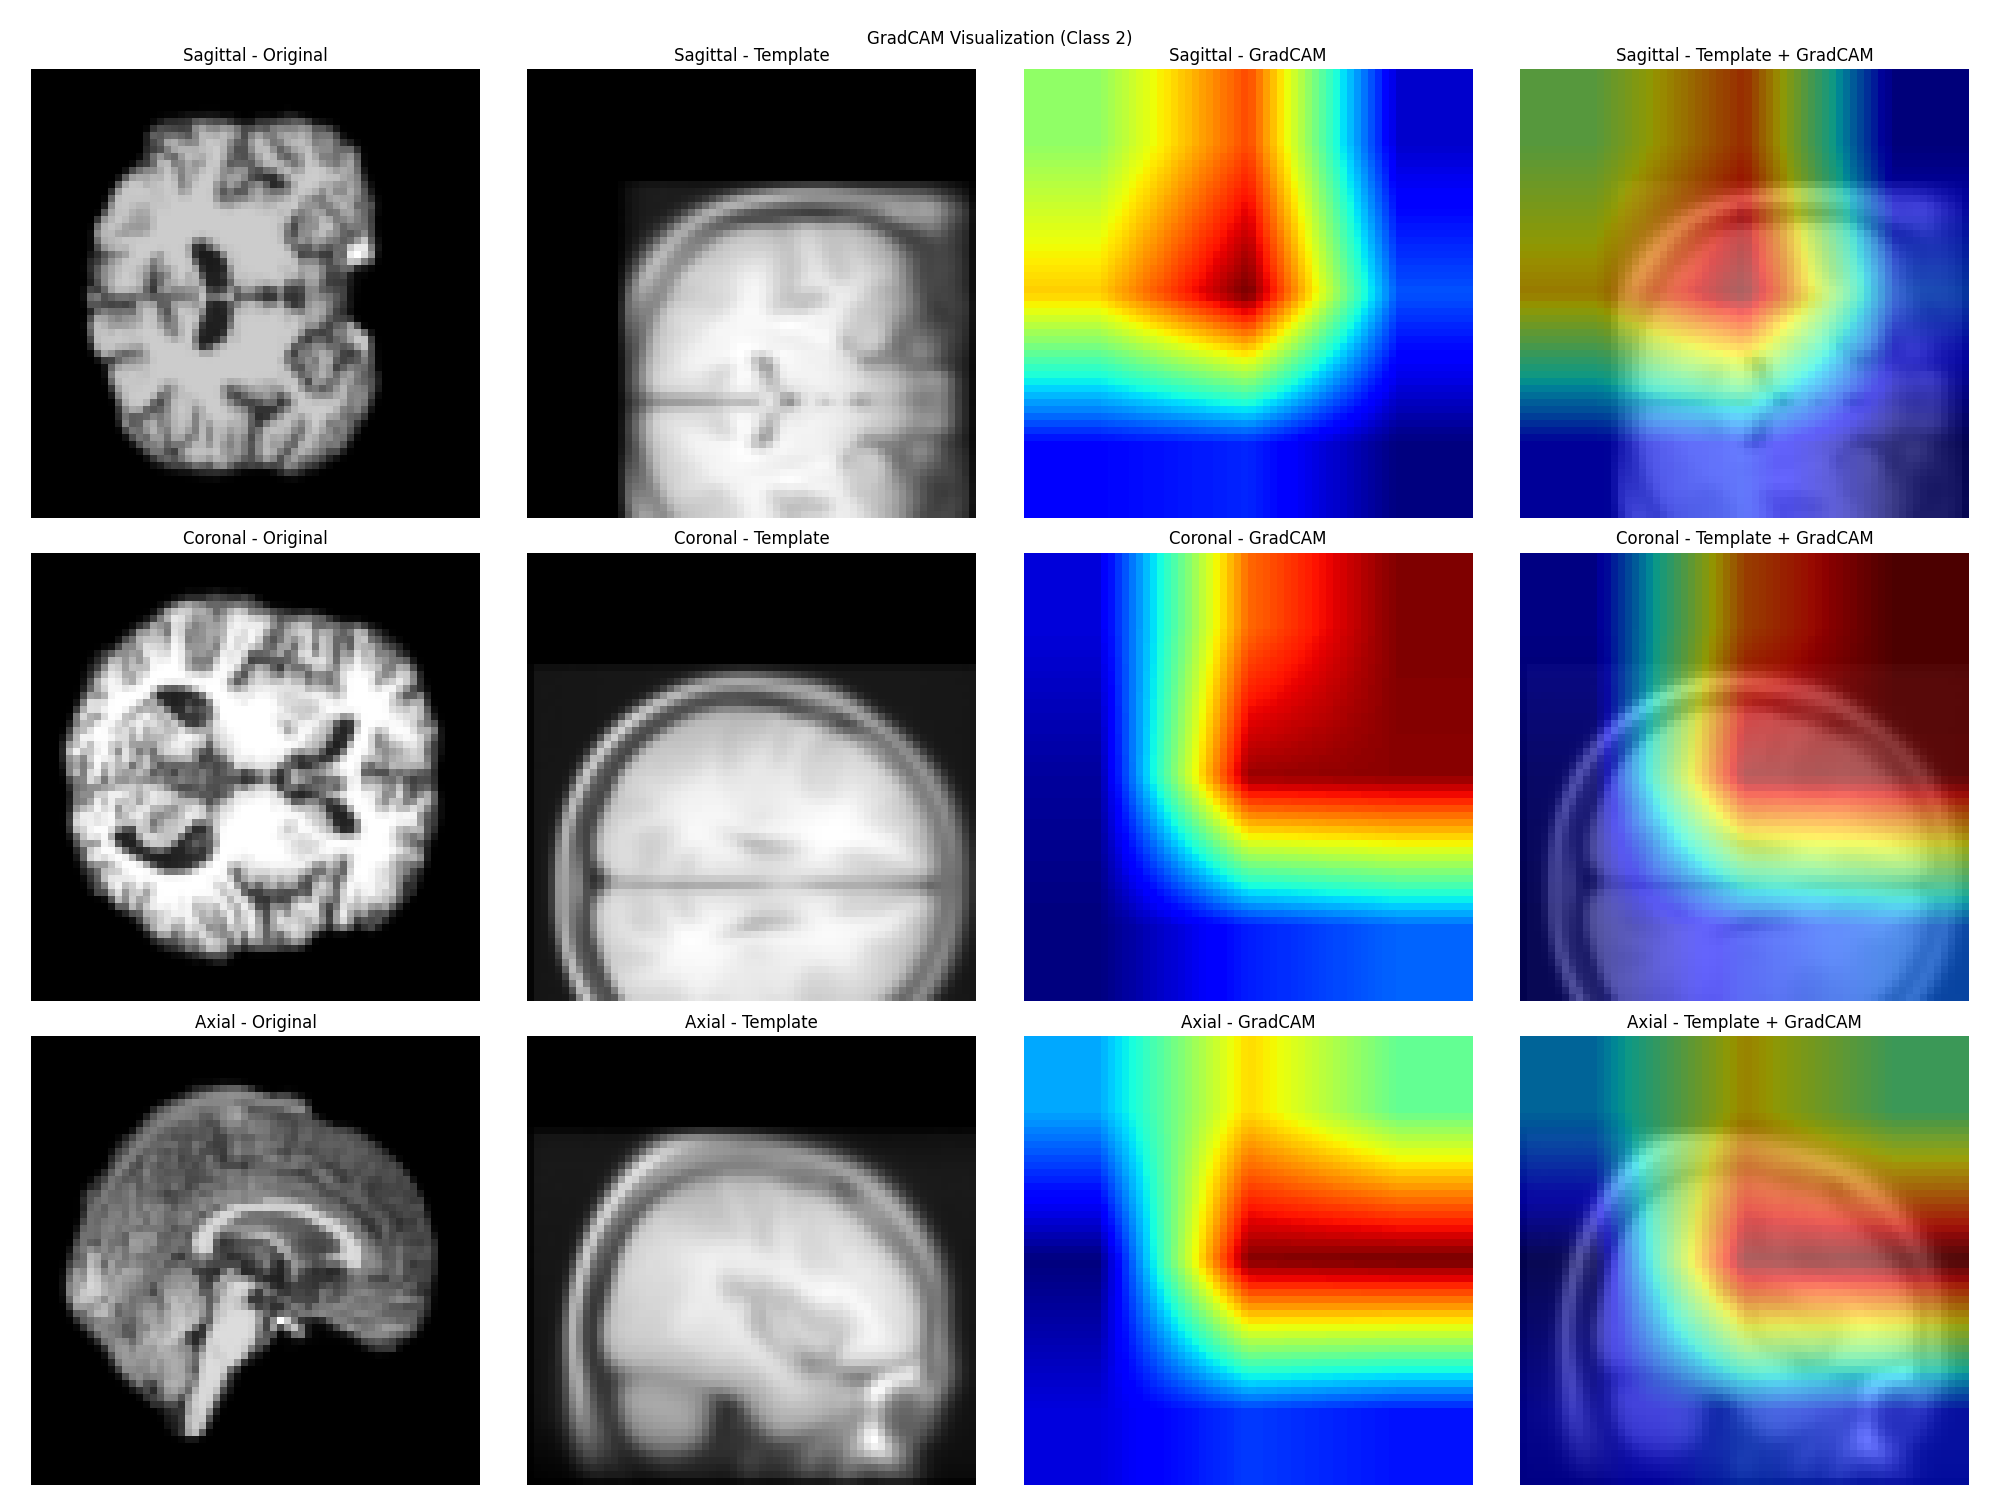 GradCAM Visualization (Class 2)
Sagittal - Original
Sagittal - Template
Sagittal - GradCAM
Sagittal - Template + GradCAM
Coronal - Original
Coronal - Template
Coronal - GradCAM
Coronal - Template + GradCAM
Axial - Original
Axial - Template
Axial - GradCAM
Axial - Template + GradCAM